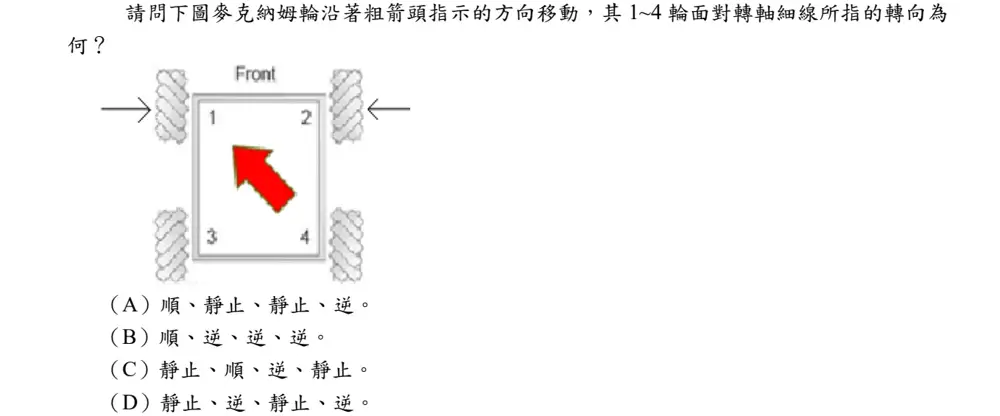 請問下圖麥克納姆輪沿著粗箭頭指示的方向移動，其 1~4 輪面對轉軸細線所指的轉向為
何？
Front
1 2
3 4
（A）順、靜止、靜止、逆。
（B）順、逆、逆、逆。
（C）靜止、順、逆、靜止。
（D）靜止、逆、靜止、逆。